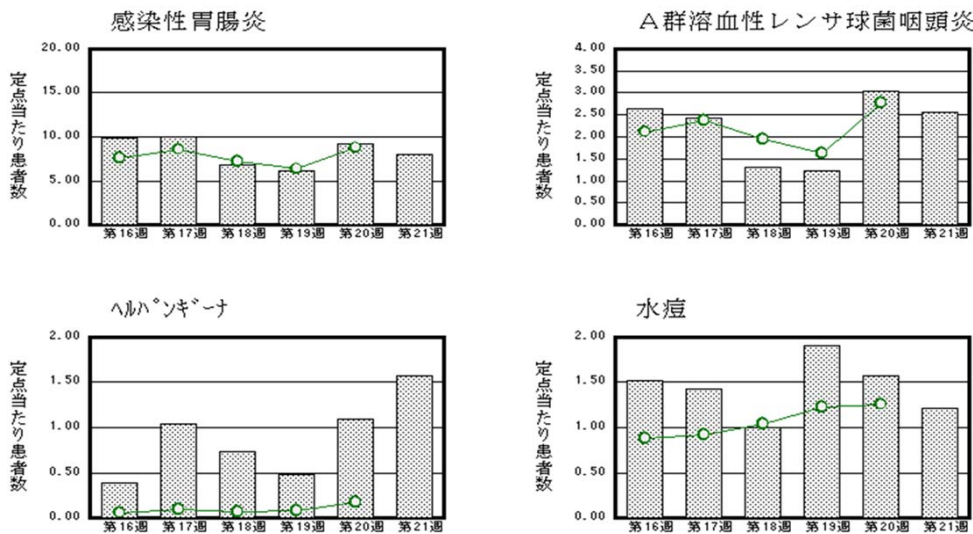 感染性胃腸炎
定点当たり患者数
20.00
15.00
10.00
5.00
0.00
第16週 第17週 第18週 第19週 第20週 第21週
A群溶血性レンサ球菌咽頭炎
定点当たり患者数
4.00
3.50
3.00
2.50
2.00
1.50
1.00
0.50
0.00
第16週 第17週 第18週 第19週 第20週 第21週
ヘルパンギーナ
定点当たり患者数
2.00
1.50
1.00
0.50
0.00
第16週 第17週 第18週 第19週 第20週 第21週
水痘
定点当たり患者数
2.00
1.50
1.00
0.50
0.00
第16週 第17週 第18週 第19週 第20週 第21週